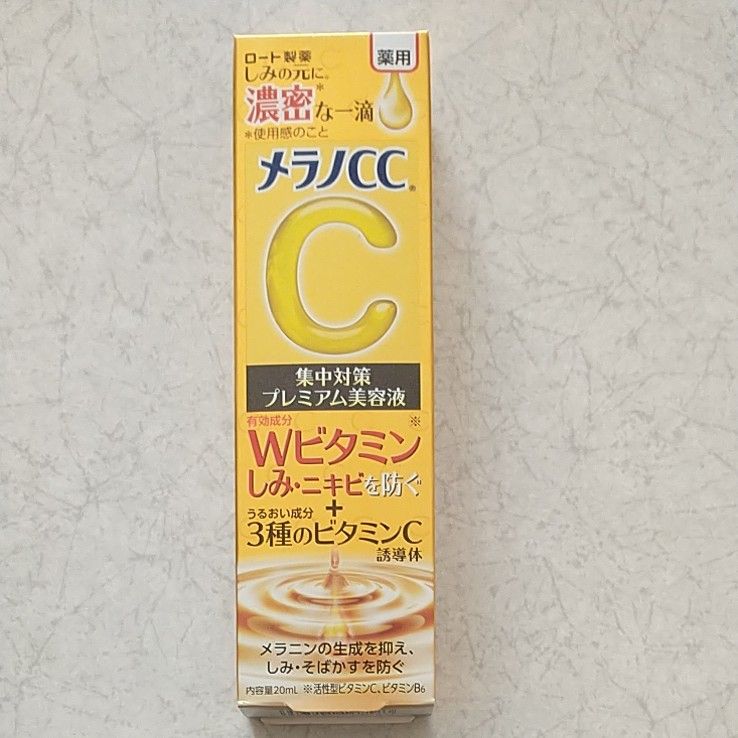 ロート製薬
薬用
しみの元に。
濃密*な一滴
*使用感のこと
メラノCC®
C
集中対策
プレミアム美容液
有効成分
Wビタミン※
しみ・ニキビを防ぐ
+
うるおい成分
3種のビタミンC
誘導体
メラニンの生成を抑え、
しみ・そばかすを防ぐ
内容量20mL ※活性型ビタミンC、ビタミンB6